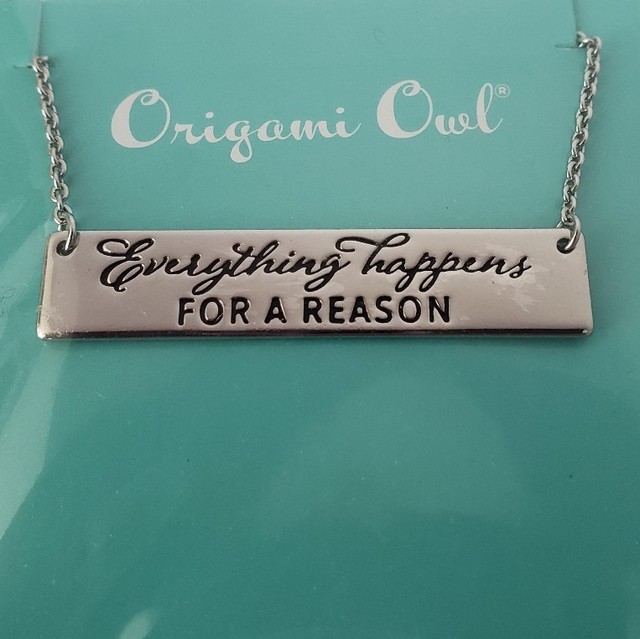 Origami Owl®
Everything happens
FOR A REASON